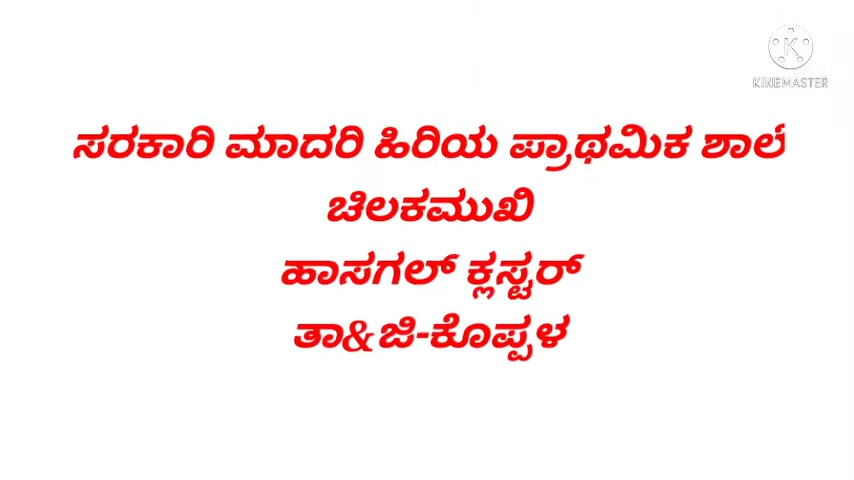 KINEMASTER
ಸರಕಾರಿ ಮಾದರಿ ಹಿರಿಯ ಪ್ರಾಥಮಿಕ ಶಾಲೆ
ಚಿಲಕಮುಖಿ
ಹಾಸಗಲ್ ಕ್ಲಸ್ಟರ್
ತಾ&ಜಿ-ಕೊಪ್ಪಳ